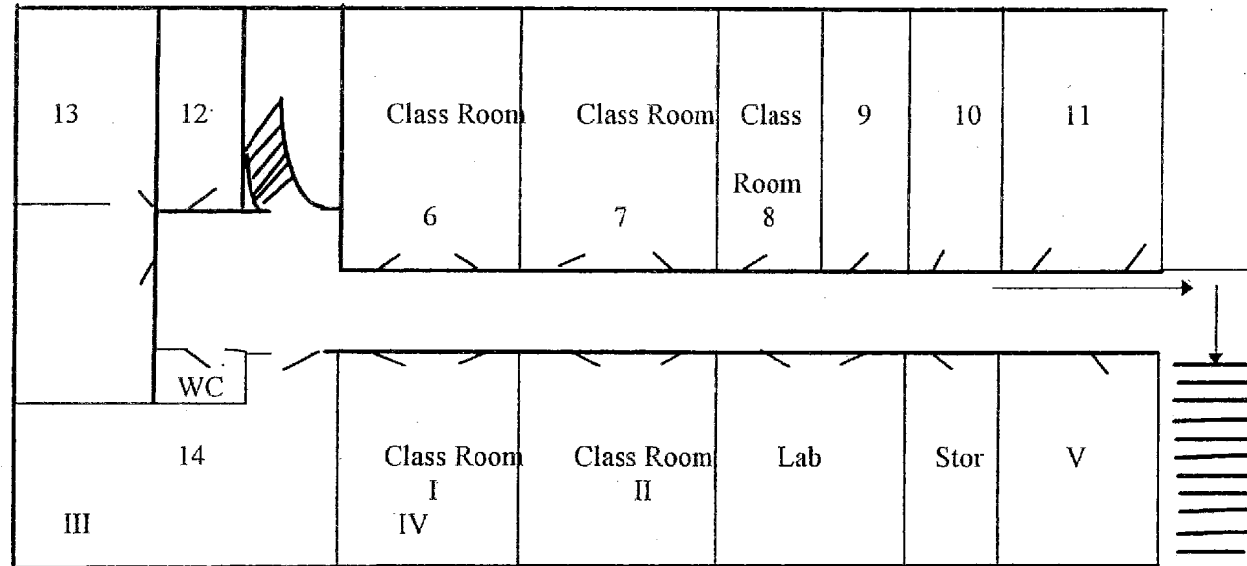 13
12
Class Room
Class Room
Class
9
10
11
Room
6
7
8
WC
14
Class Room
Class Room
Lab
Stor
V
I
II
III
IV